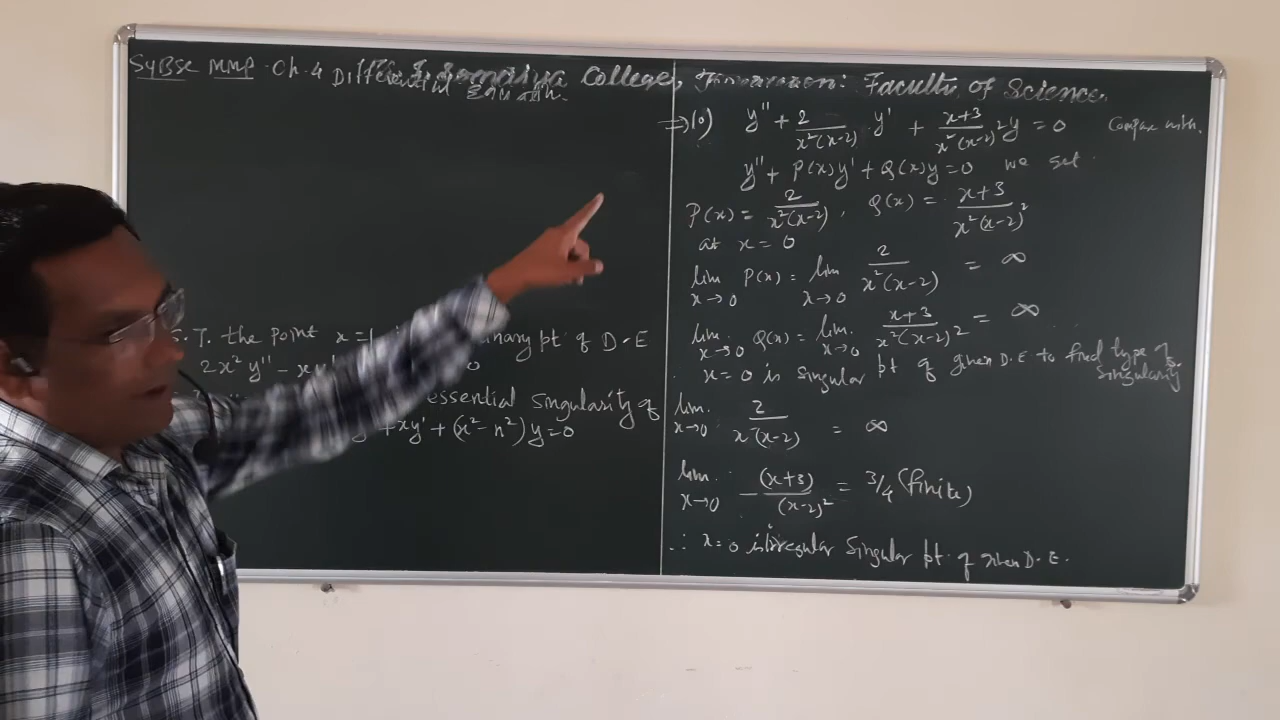 SYBSC MMP. Ch. 4 Differential Equation.
College, : Faculty of Science.
S. T. the point x = ordinary pt of D.E
2x² y'' - x
essential singularity of
+ xy' + (x² - n²) y = 0
⇒ (0) y'' + 2/x²(x-2) . y' + x+3/x²(x-2)² y = 0 Compare with.
y'' + P(x) y' + Q(x) y = 0 we get.
P(x) = 2/x²(x-2) , Q(x) = x+3/x²(x-2)²
at x = 0
lim x→0 P(x) = lim x→0 2/x²(x-2) = ∞
lim. x→0 Q(x) = lim. x→0 x+3/x²(x-2)² = ∞
x = 0 is singular pt of given D.E to find type of singularity
lim. x→0 2/x(x-2) = ∞
lim. x→0 (x+3)/(x-2)² = 3/4 (finite)
∴ x = 0 is irregular singular pt of given D.E.